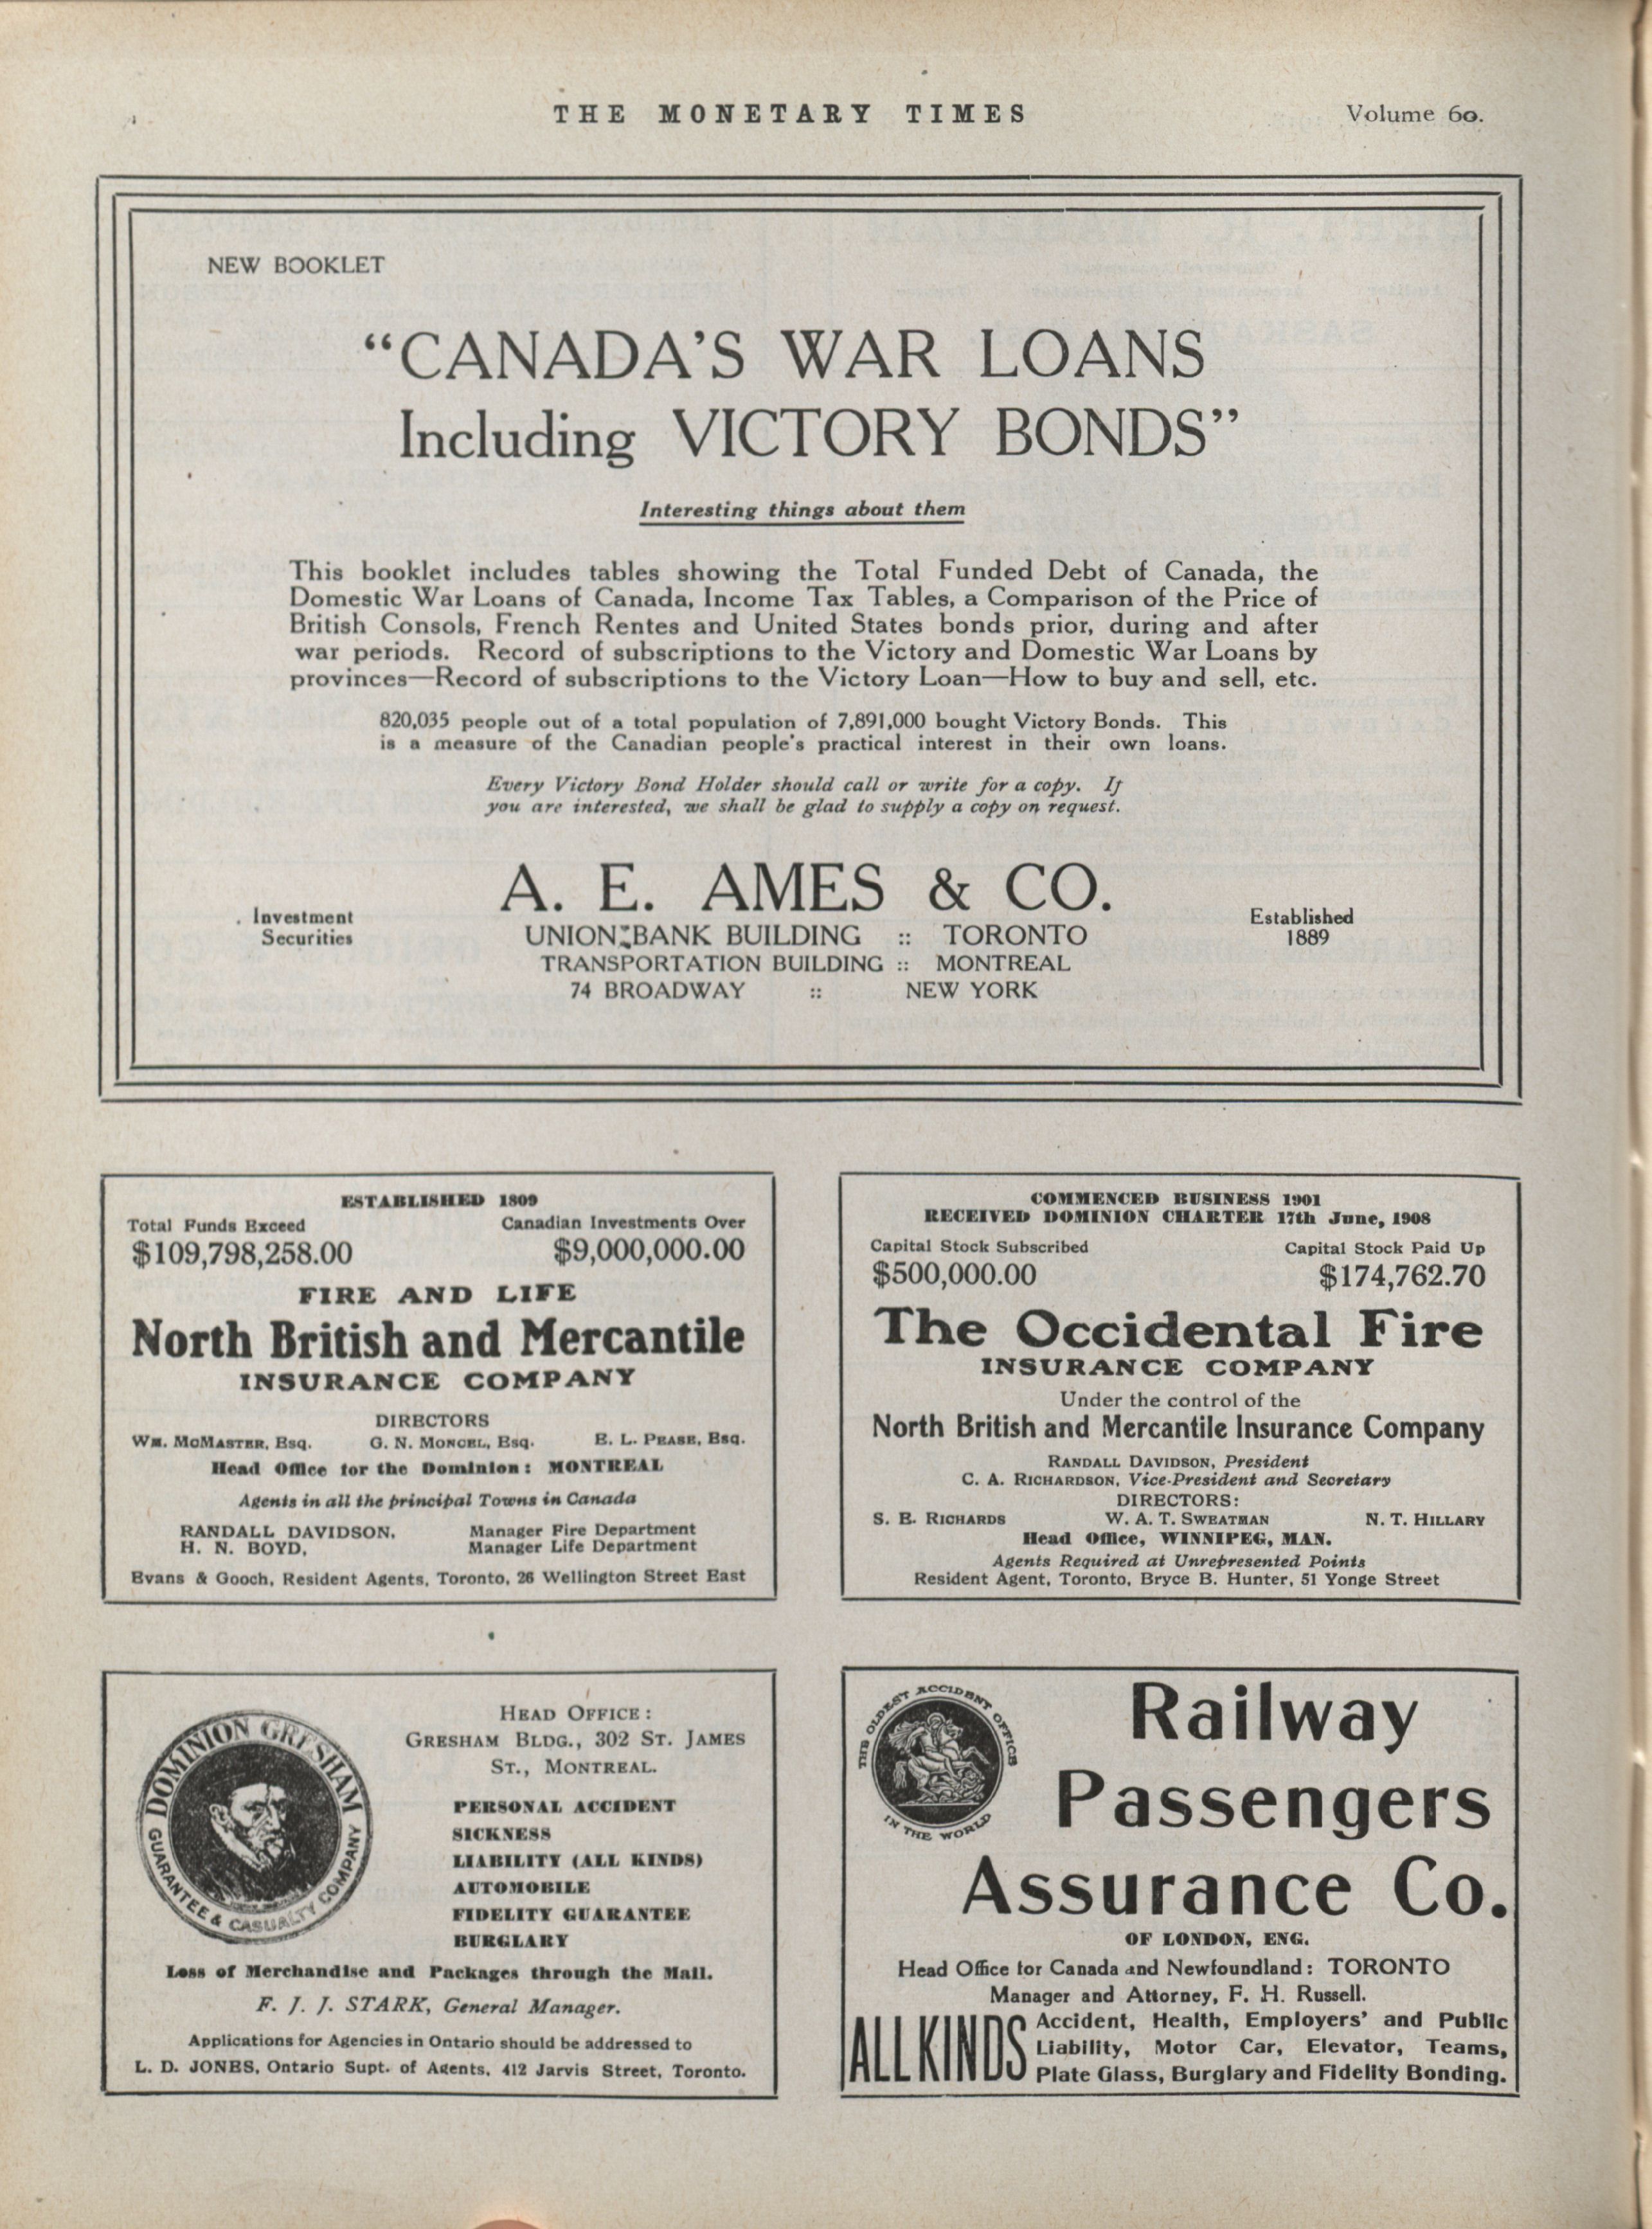 THE MONETARY TIMES
Volume 60.
NEW BOOKLET
“CANADA’S WAR LOANS
Including VICTORY BONDS”
Interesting things about them
This booklet includes tables showing the Total Funded Debt of Canada, the
Domestic War Loans of Canada, Income Tax Tables, a Comparison of the Price of
British Consols, French Rentes and United States bonds prior, during and after
war periods. Record of subscriptions to the Victory and Domestic War Loans by
provinces—Record of subscriptions to the Victory Loan—How to buy and sell, etc.
820,035 people out of a total population of 7,891,000 bought Victory Bonds. This
is a measure of the Canadian people's practical interest in their own loans.
Every Victory Bond Holder should call or write for a copy. If
you are interested, we shall be glad to supply a copy on request.
A. E. AMES & CO.
Investment
Securities
UNION BANK BUILDING :: TORONTO
TRANSPORTATION BUILDING :: MONTREAL
74 BROADWAY :: NEW YORK
Established
1889
ESTABLISHED 1809
Total Funds Exceed
Canadian Investments Over
$109,798,258.00
$9,000,000.00
FIRE AND LIFE
North British and Mercantile
INSURANCE COMPANY
DIRECTORS
WM. MCMASTER, Esq. G. N. MONCEL, Esq. E. L. PEASE, Esq.
Head Office for the Dominion: MONTREAL
Agents in all the principal Towns in Canada
RANDALL DAVIDSON, Manager Fire Department
H. N. BOYD, Manager Life Department
Evans & Gooch, Resident Agents, Toronto, 26 Wellington Street East
COMMENCED BUSINESS 1901
RECEIVED DOMINION CHARTER 17th June, 1908
Capital Stock Subscribed
Capital Stock Paid Up
$500,000.00
$174,762.70
The Occidental Fire
INSURANCE COMPANY
Under the control of the
North British and Mercantile Insurance Company
RANDALL DAVIDSON, President
C. A. RICHARDSON, Vice-President and Secretary
DIRECTORS:
S. E. RICHARDS W. A. T. SWEATMAN N. T. HILLARY
Head Office, WINNIPEG, MAN.
Agents Required at Unrepresented Points
Resident Agent, Toronto, Bryce B. Hunter, 51 Yonge Street
DOMINION GRESHAM
GUARANTEE & CASUALTY COMPANY
HEAD OFFICE:
GRESHAM BLDG., 302 ST. JAMES
ST., MONTREAL.
PERSONAL ACCIDENT
SICKNESS
LIABILITY (ALL KINDS)
AUTOMOBILE
FIDELITY GUARANTEE
BURGLARY
Loss of Merchandise and Packages through the Mail.
F. J. J. STARK, General Manager.
Applications for Agencies in Ontario should be addressed to
L. D. JONES, Ontario Supt. of Agents, 412 Jarvis Street, Toronto.
THE OLDEST ACCIDENT OFFICE
IN THE WORLD
Railway
Passengers
Assurance Co.
OF LONDON, ENG.
Head Office for Canada and Newfoundland: TORONTO
Manager and Attorney, F. H. Russell.
ALL KINDS
Accident, Health, Employers’ and Public
Liability, Motor Car, Elevator, Teams,
Plate Glass, Burglary and Fidelity Bonding.